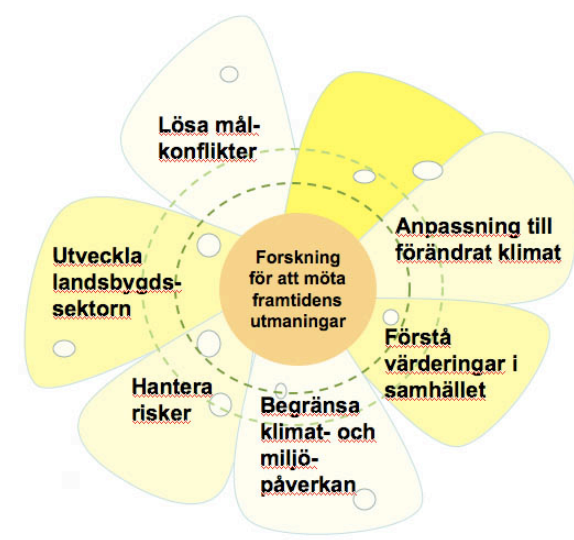 Lösa mål-
konflikter
Anpassning till
förändrat klimat
Utveckla
landsbygds-
sektorn
Forskning
för att möta
framtidens
utmaningar
Förstå
värderingar i
samhället
Hantera
risker
Begränsa
klimat- och
miljö-
påverkan